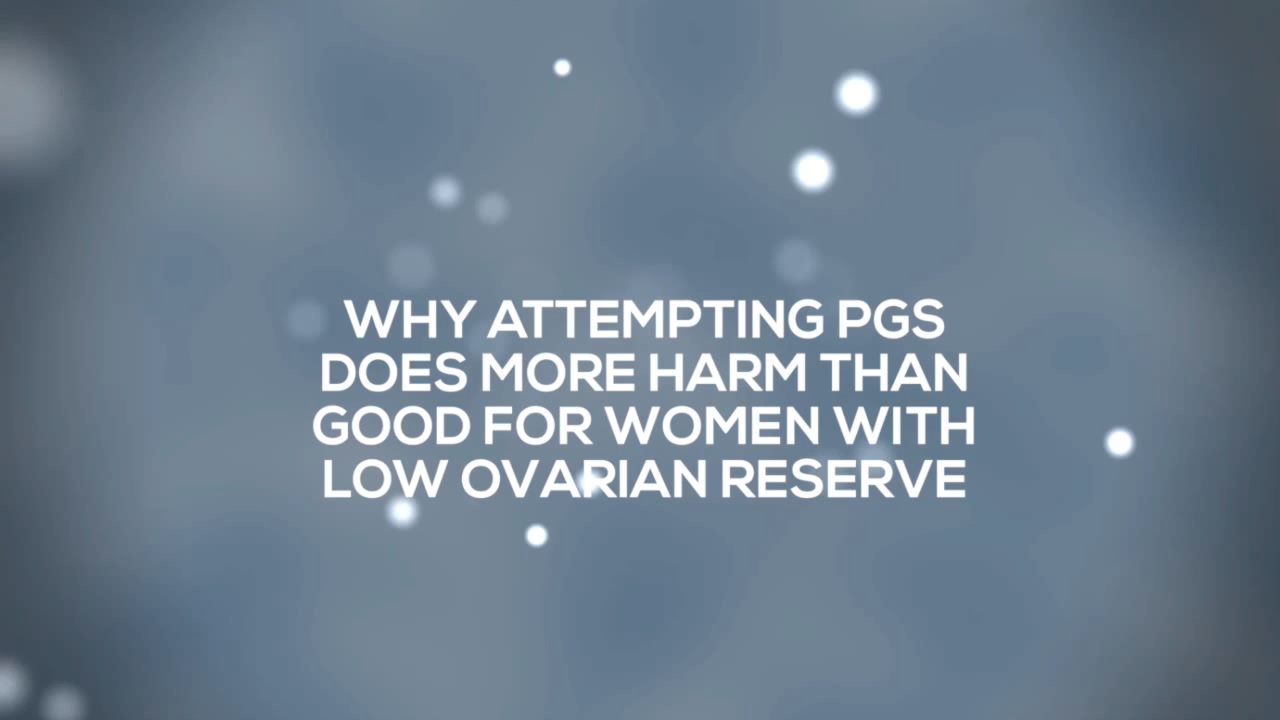 WHY ATTEMPTING PGS
DOES MORE HARM THAN
GOOD FOR WOMEN WITH
LOW OVARIAN RESERVE